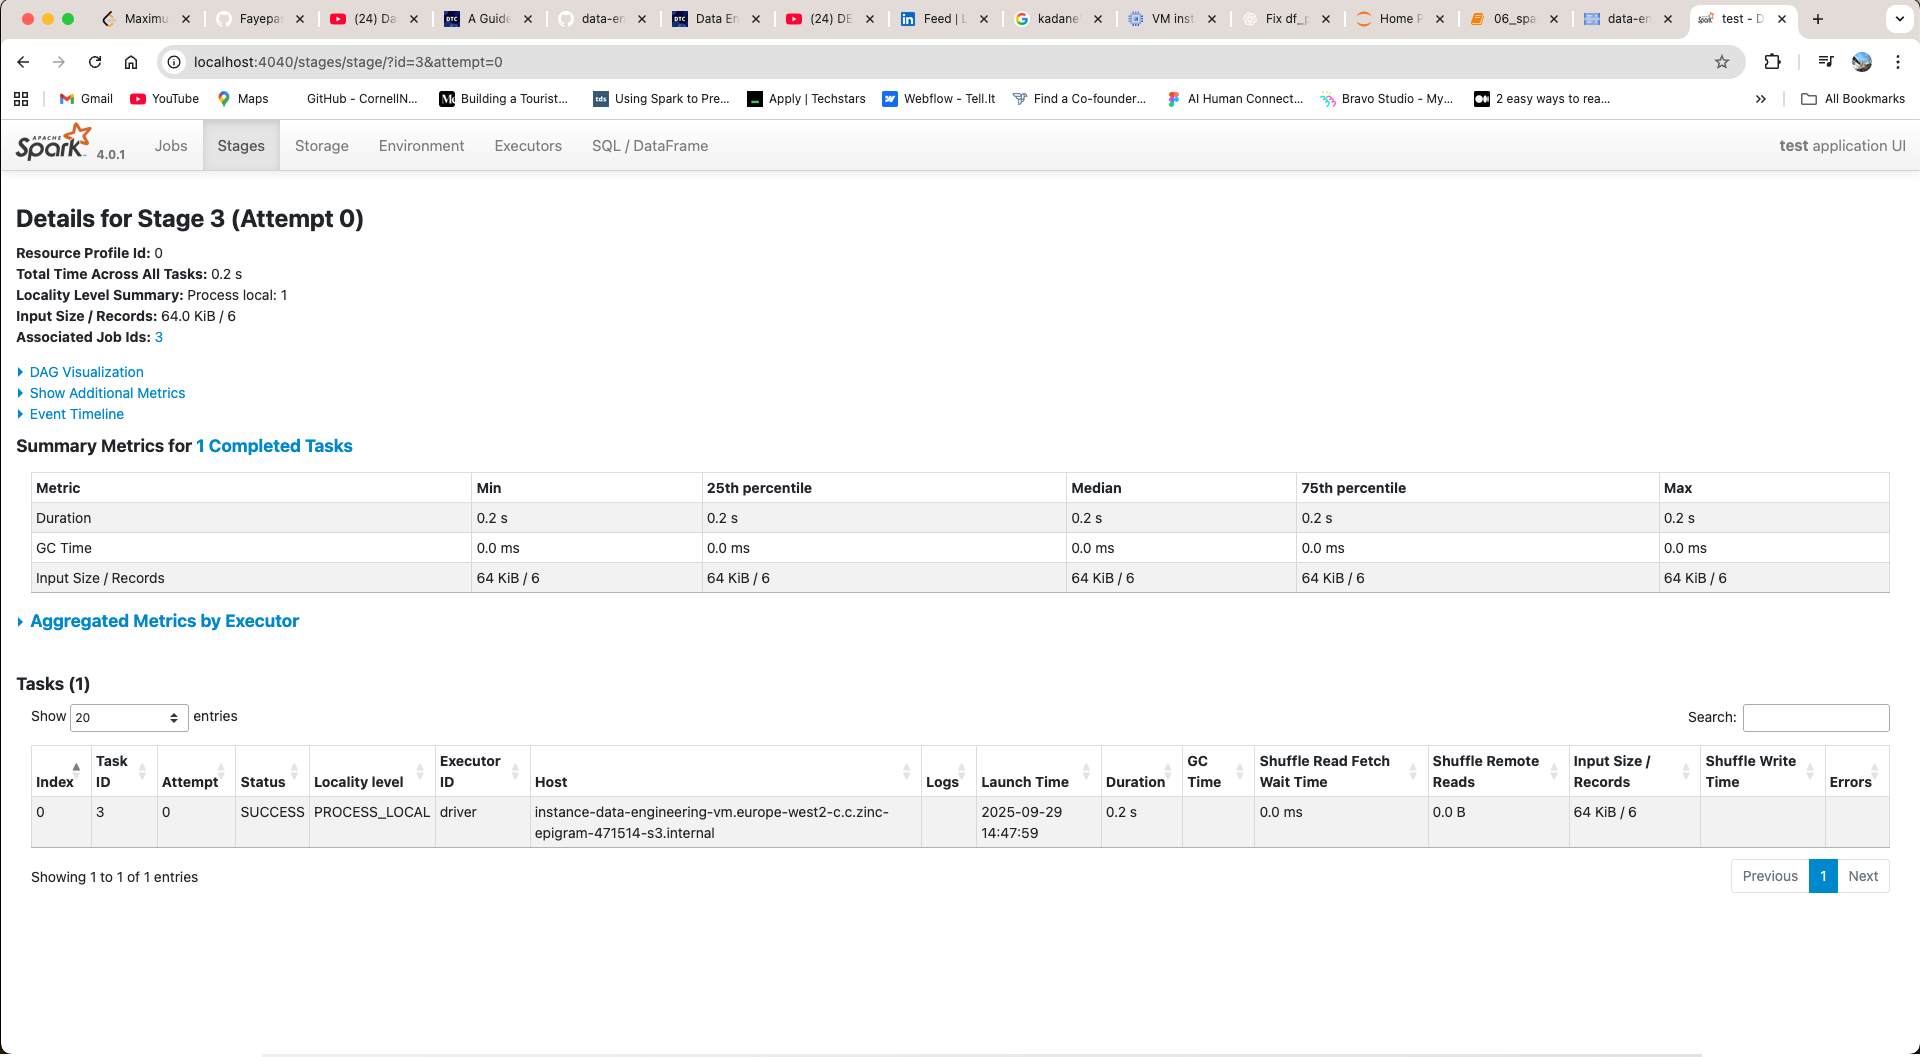 Maximu
Fayepa
(24) Da
A Guide
data-en
Data En
(24) DE
Feed | L
kadane'
VM inst
Fix df_p
Home P
06_spa
data-en
test - D
localhost:4040/stages/stage/?id=3&attempt=0
Gmail
YouTube
Maps
GitHub - CornellN...
Building a Tourist...
Using Spark to Pre...
Apply | Techstars
Webflow - Tell.It
Find a Co-founder...
AI Human Connect...
Bravo Studio - My...
2 easy ways to rea...
All Bookmarks
APACHE Spark 4.0.1
Jobs
Stages
Storage
Environment
Executors
SQL / DataFrame
test application UI
Details for Stage 3 (Attempt 0)
Resource Profile Id: 0
Total Time Across All Tasks: 0.2 s
Locality Level Summary: Process local: 1
Input Size / Records: 64.0 KiB / 6
Associated Job Ids: 3
DAG Visualization
Show Additional Metrics
Event Timeline
Summary Metrics for 1 Completed Tasks
Metric Min 25th percentile Median 75th percentile Max
Duration 0.2 s 0.2 s 0.2 s 0.2 s 0.2 s
GC Time 0.0 ms 0.0 ms 0.0 ms 0.0 ms 0.0 ms
Input Size / Records 64 KiB / 6 64 KiB / 6 64 KiB / 6 64 KiB / 6 64 KiB / 6
Aggregated Metrics by Executor
Tasks (1)
Show 20 entries
Search:
Index Task ID Attempt Status Locality level Executor ID Host Logs Launch Time Duration GC Time Shuffle Read Fetch Wait Time Shuffle Remote Reads Input Size / Records Shuffle Write Time Errors
0 3 0 SUCCESS PROCESS_LOCAL driver instance-data-engineering-vm.europe-west2-c.c.zinc-epigram-471514-s3.internal 2025-09-29 14:47:59 0.2 s 0.0 ms 0.0 B 64 KiB / 6
Showing 1 to 1 of 1 entries
Previous 1 Next